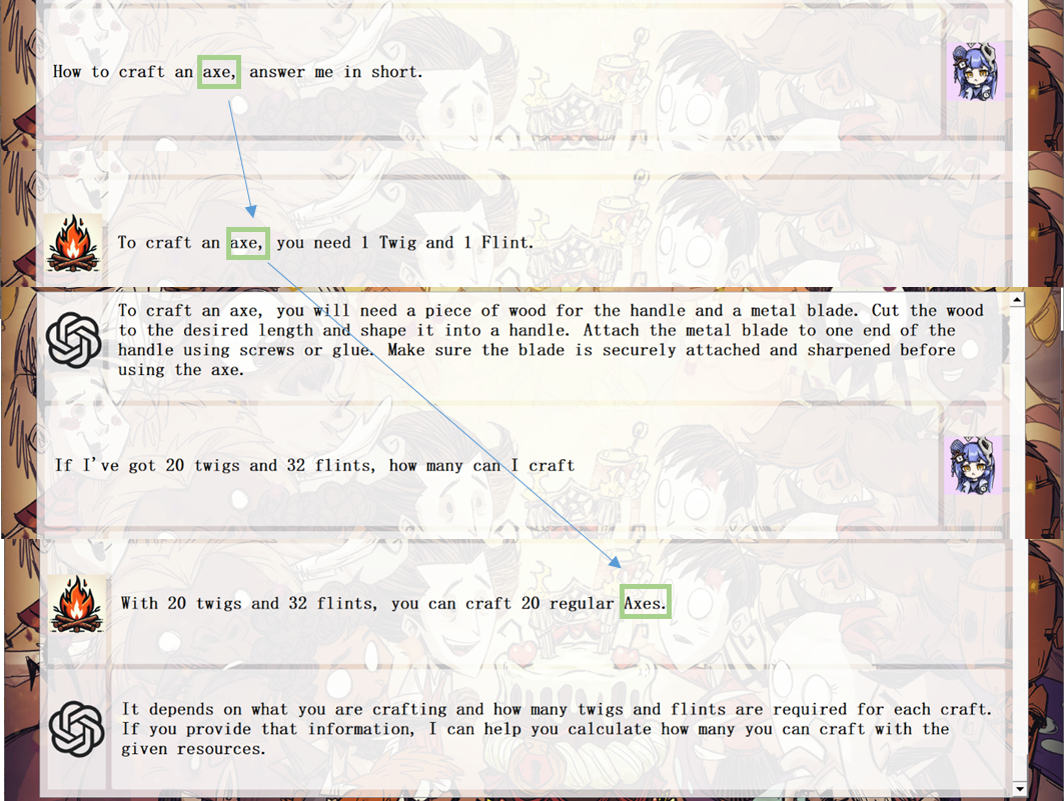 How to craft an axe, answer me in short.
To craft an axe, you need 1 Twig and 1 Flint.
To craft an axe, you will need a piece of wood for the handle and a metal blade. Cut the wood
to the desired length and shape it into a handle. Attach the metal blade to one end of the
handle using screws or glue. Make sure the blade is securely attached and sharpened before
using the axe.
If I've got 20 twigs and 32 flints, how many can I craft
With 20 twigs and 32 flints, you can craft 20 regular Axes.
It depends on what you are crafting and how many twigs and flints are required for each craft.
If you provide that information, I can help you calculate how many you can craft with the
given resources.